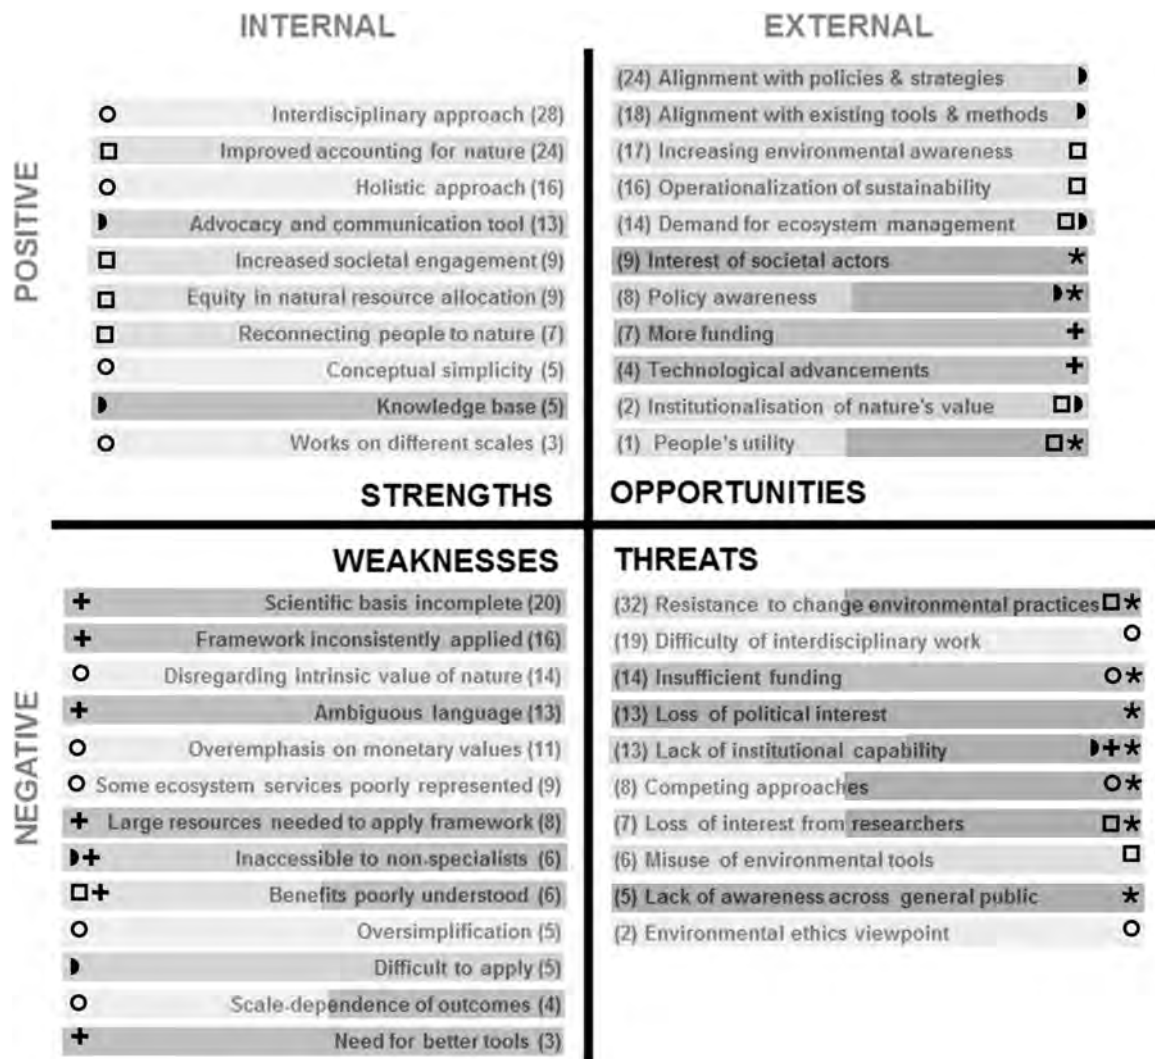 INTERNAL
EXTERNAL
POSITIVE
Interdisciplinary approach (28)
Improved accounting for nature (24)
Holistic approach (16)
Advocacy and communication tool (13)
Increased societal engagement (9)
Equity in natural resource allocation (9)
Reconnecting people to nature (7)
Conceptual simplicity (5)
Knowledge base (5)
Works on different scales (3)
STRENGTHS
(24) Alignment with policies & strategies
(18) Alignment with existing tools & methods
(17) Increasing environmental awareness
(16) Operationalization of sustainability
(14) Demand for ecosystem management
(9) Interest of societal actors
(8) Policy awareness
(7) More funding
(4) Technological advancements
(2) Institutionalisation of nature's value
(1) People's utility
OPPORTUNITIES
NEGATIVE
WEAKNESSES
Scientific basis incomplete (20)
Framework inconsistently applied (16)
Disregarding intrinsic value of nature (14)
Ambiguous language (13)
Overemphasis on monetary values (11)
Some ecosystem services poorly represented (9)
Large resources needed to apply framework (8)
Inaccessible to non-specialists (6)
Benefits poorly understood (6)
Oversimplification (5)
Difficult to apply (5)
Scale-dependence of outcomes (4)
Need for better tools (3)
THREATS
(32) Resistance to change environmental practices
(19) Difficulty of interdisciplinary work
(14) Insufficient funding
(13) Loss of political interest
(13) Lack of institutional capability
(8) Competing approaches
(7) Loss of interest from researchers
(6) Misuse of environmental tools
(5) Lack of awareness across general public
(2) Environmental ethics viewpoint